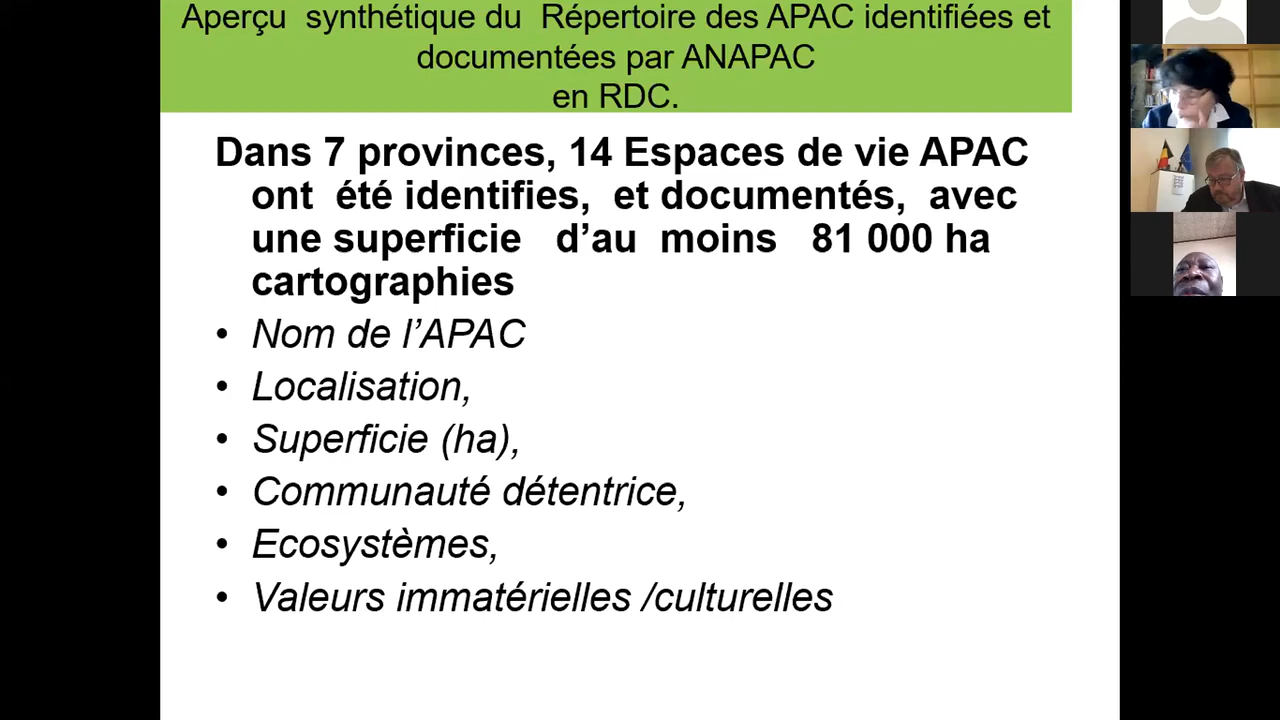 Aperçu synthétique du Répertoire des APAC identifiées et
documentées par ANAPAC
en RDC.
Dans 7 provinces, 14 Espaces de vie APAC
ont été identifies, et documentés, avec
une superficie d’au moins 81 000 ha
cartographies
• Nom de l’APAC
• Localisation,
• Superficie (ha),
• Communauté détentrice,
• Ecosystèmes,
• Valeurs immatérielles /culturelles